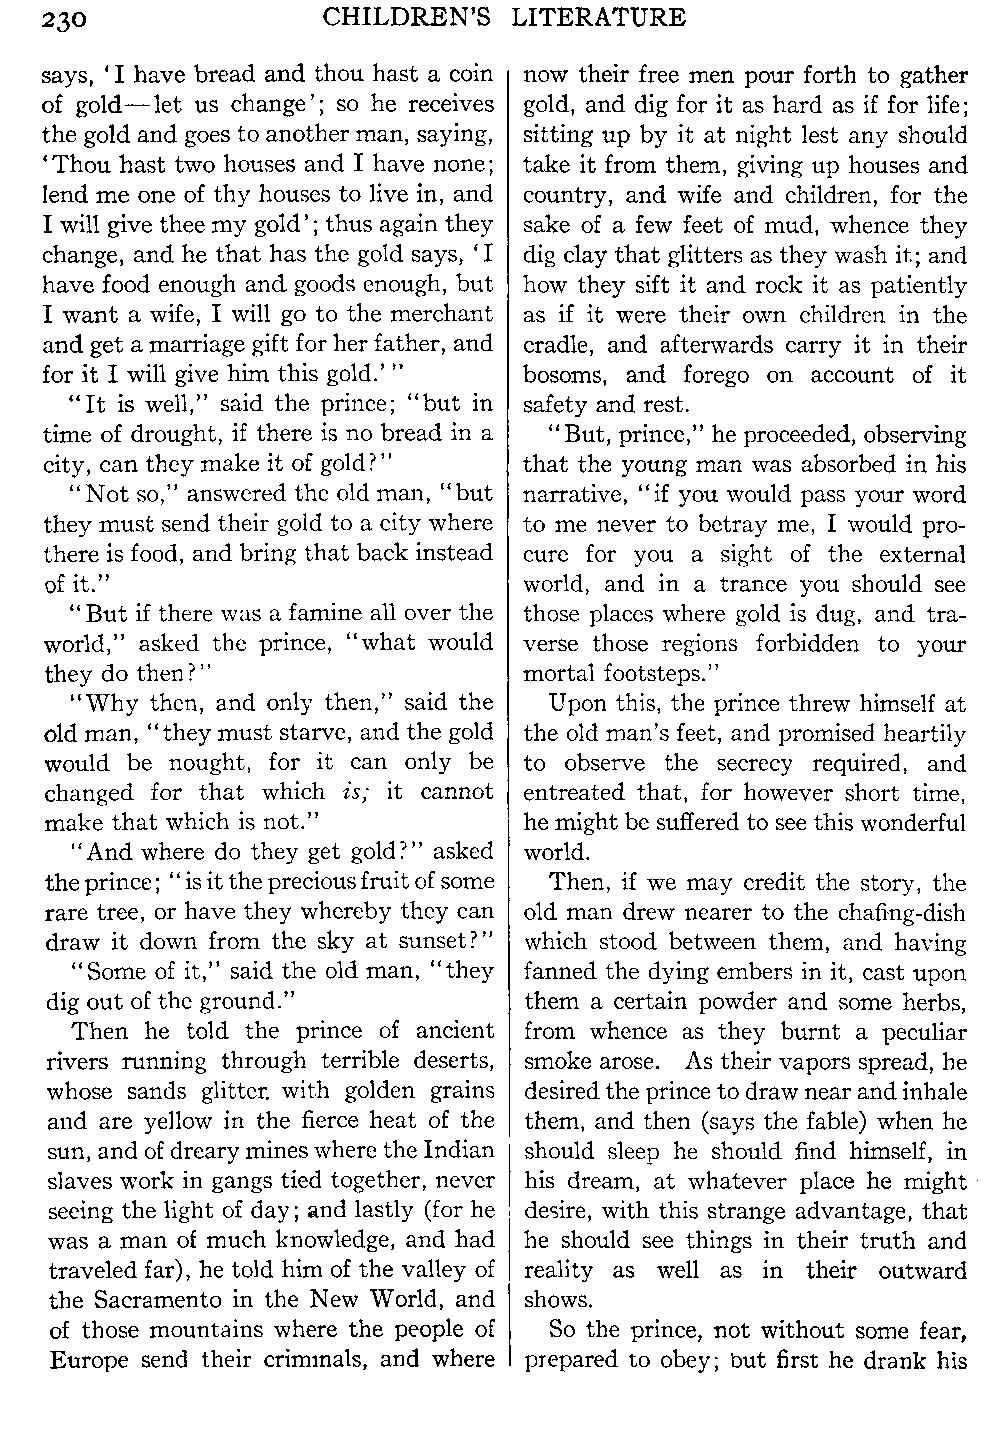 230 CHILDREN'S LITERATURE
says, 'I have bread and thou hast a coin
of gold—let us change'; so he receives
the gold and goes to another man, saying,
'Thou hast two houses and I have none;
lend me one of thy houses to live in, and
I will give thee my gold'; thus again they
change, and he that has the gold says, 'I
have food enough and goods enough, but
I want a wife, I will go to the merchant
and get a marriage gift for her father, and
for it I will give him this gold.'"
"It is well," said the prince; "but in
time of drought, if there is no bread in a
city, can they make it of gold?"
"Not so," answered the old man, "but
they must send their gold to a city where
there is food, and bring that back instead
of it."
"But if there was a famine all over the
world," asked the prince, "what would
they do then?"
"Why then, and only then," said the
old man, "they must starve, and the gold
would be nought, for it can only be
changed for that which is; it cannot
make that which is not."
"And where do they get gold?" asked
the prince; "is it the precious fruit of some
rare tree, or have they whereby they can
draw it down from the sky at sunset?"
"Some of it," said the old man, "they
dig out of the ground."
Then he told the prince of ancient
rivers running through terrible deserts,
whose sands glitter with golden grains
and are yellow in the fierce heat of the
sun, and of dreary mines where the Indian
slaves work in gangs tied together, never
seeing the light of day; and lastly (for he
was a man of much knowledge, and had
traveled far), he told him of the valley of
the Sacramento in the New World, and
of those mountains where the people of
Europe send their criminals, and where
now their free men pour forth to gather
gold, and dig for it as hard as if for life;
sitting up by it at night lest any should
take it from them, giving up houses and
country, and wife and children, for the
sake of a few feet of mud, whence they
dig clay that glitters as they wash it; and
how they sift it and rock it as patiently
as if it were their own children in the
cradle, and afterwards carry it in their
bosoms, and forego on account of it
safety and rest.
"But, prince," he proceeded, observing
that the young man was absorbed in his
narrative, "if you would pass your word
to me never to betray me, I would pro-
cure for you a sight of the external
world, and in a trance you should see
those places where gold is dug, and tra-
verse those regions forbidden to your
mortal footsteps."
Upon this, the prince threw himself at
the old man's feet, and promised heartily
to observe the secrecy required, and
entreated that, for however short time,
he might be suffered to see this wonderful
world.
Then, if we may credit the story, the
old man drew nearer to the chafing-dish
which stood between them, and having
fanned the dying embers in it, cast upon
them a certain powder and some herbs,
from whence as they burnt a peculiar
smoke arose. As their vapors spread, he
desired the prince to draw near and inhale
them, and then (says the fable) when he
should sleep he should find himself, in
his dream, at whatever place he might
desire, with this strange advantage, that
he should see things in their truth and
reality as well as in their outward
shows.
So the prince, not without some fear,
prepared to obey; but first he drank his